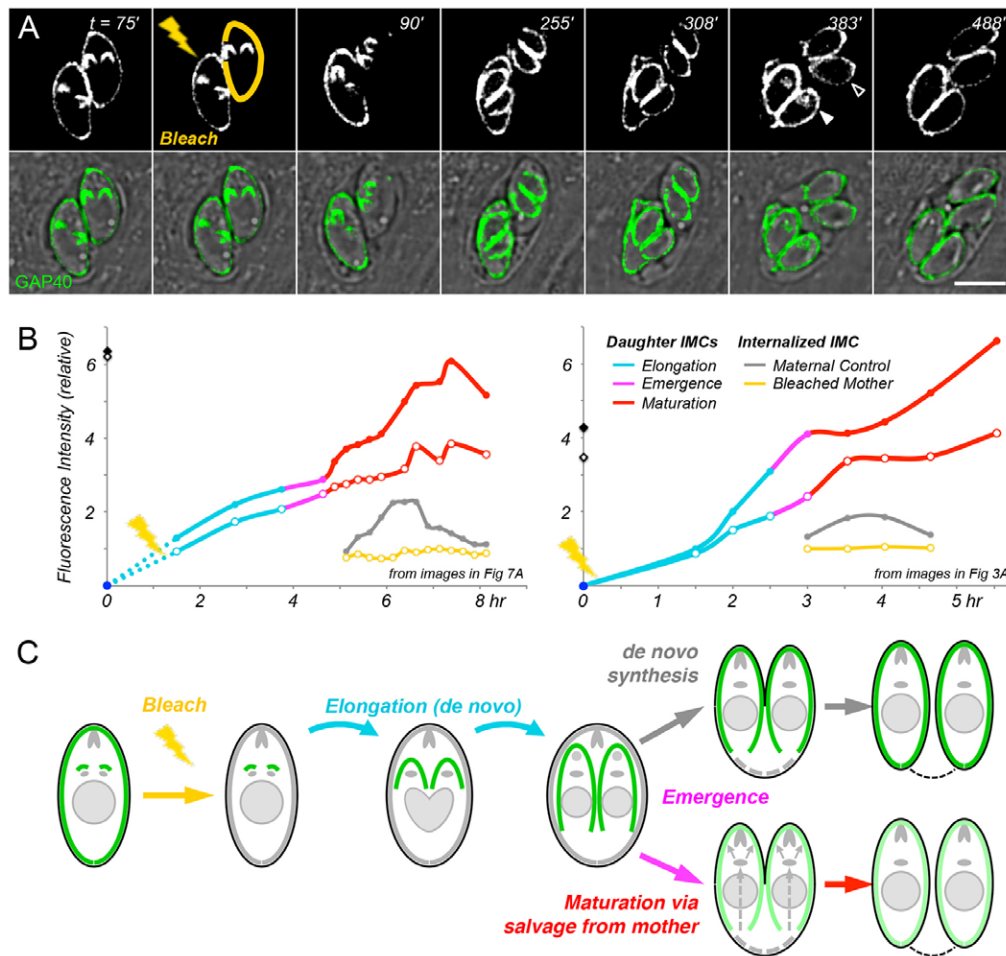 A
t = 75'
90'
255'
308'
383'
488'
Bleach
GAP40
B
Fluorescence Intensity (relative)
6
4
2
0
2
4
6
8 hr
from images in Fig 7A
6
4
2
Daughter IMCs
Elongation
Emergence
Maturation
Internalized IMC
Maternal Control
Bleached Mother
0
1
2
3
4
5 hr
from images in Fig 3A
C
Bleach
Elongation (de novo)
de novo
synthesis
Emergence
Maturation via
salvage from mother